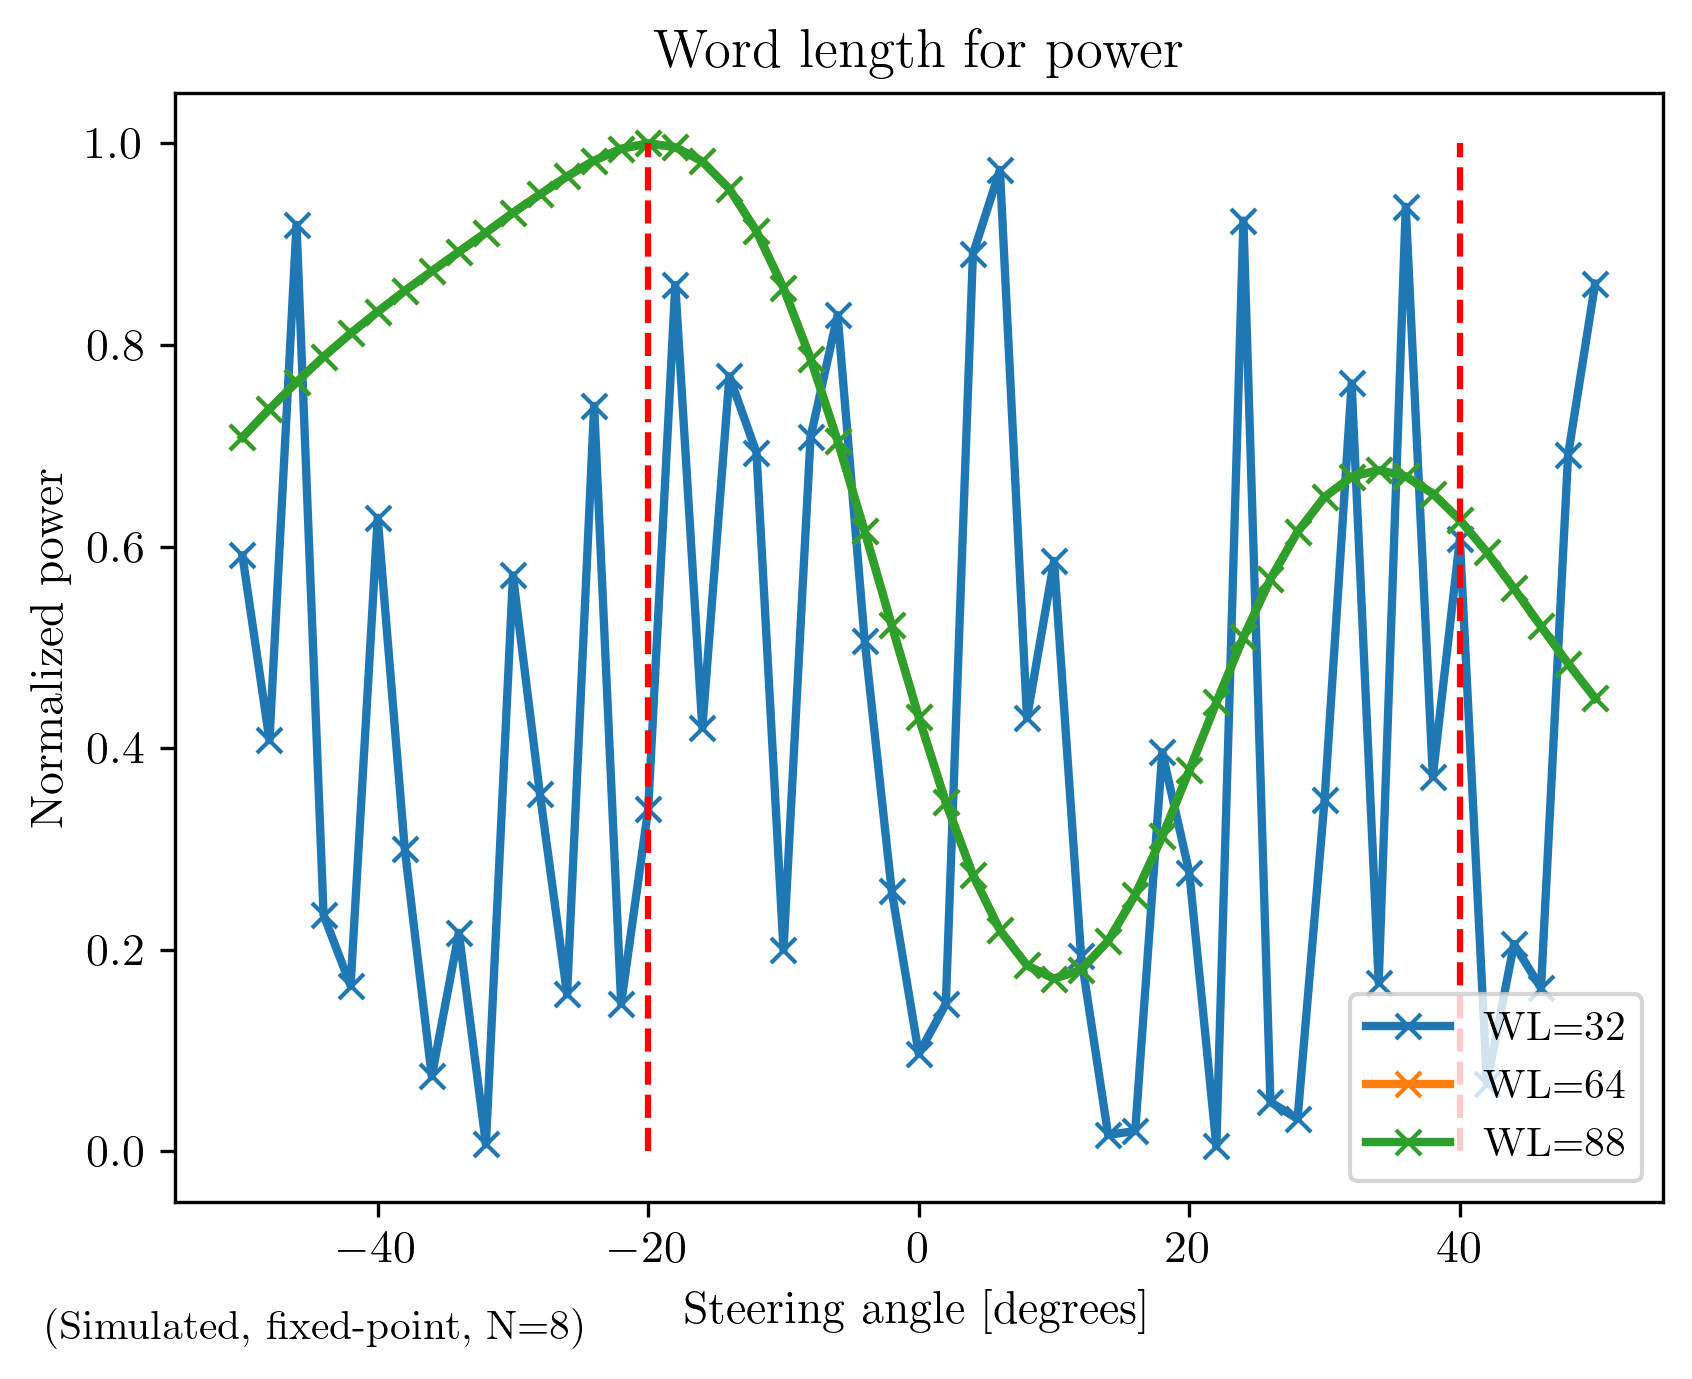 Word length for power
Normalized power
1.0
0.8
0.6
0.4
0.2
0.0
−40
−20
0
20
40
WL=32
WL=64
WL=88
Steering angle [degrees]
(Simulated, fixed-point, N=8)